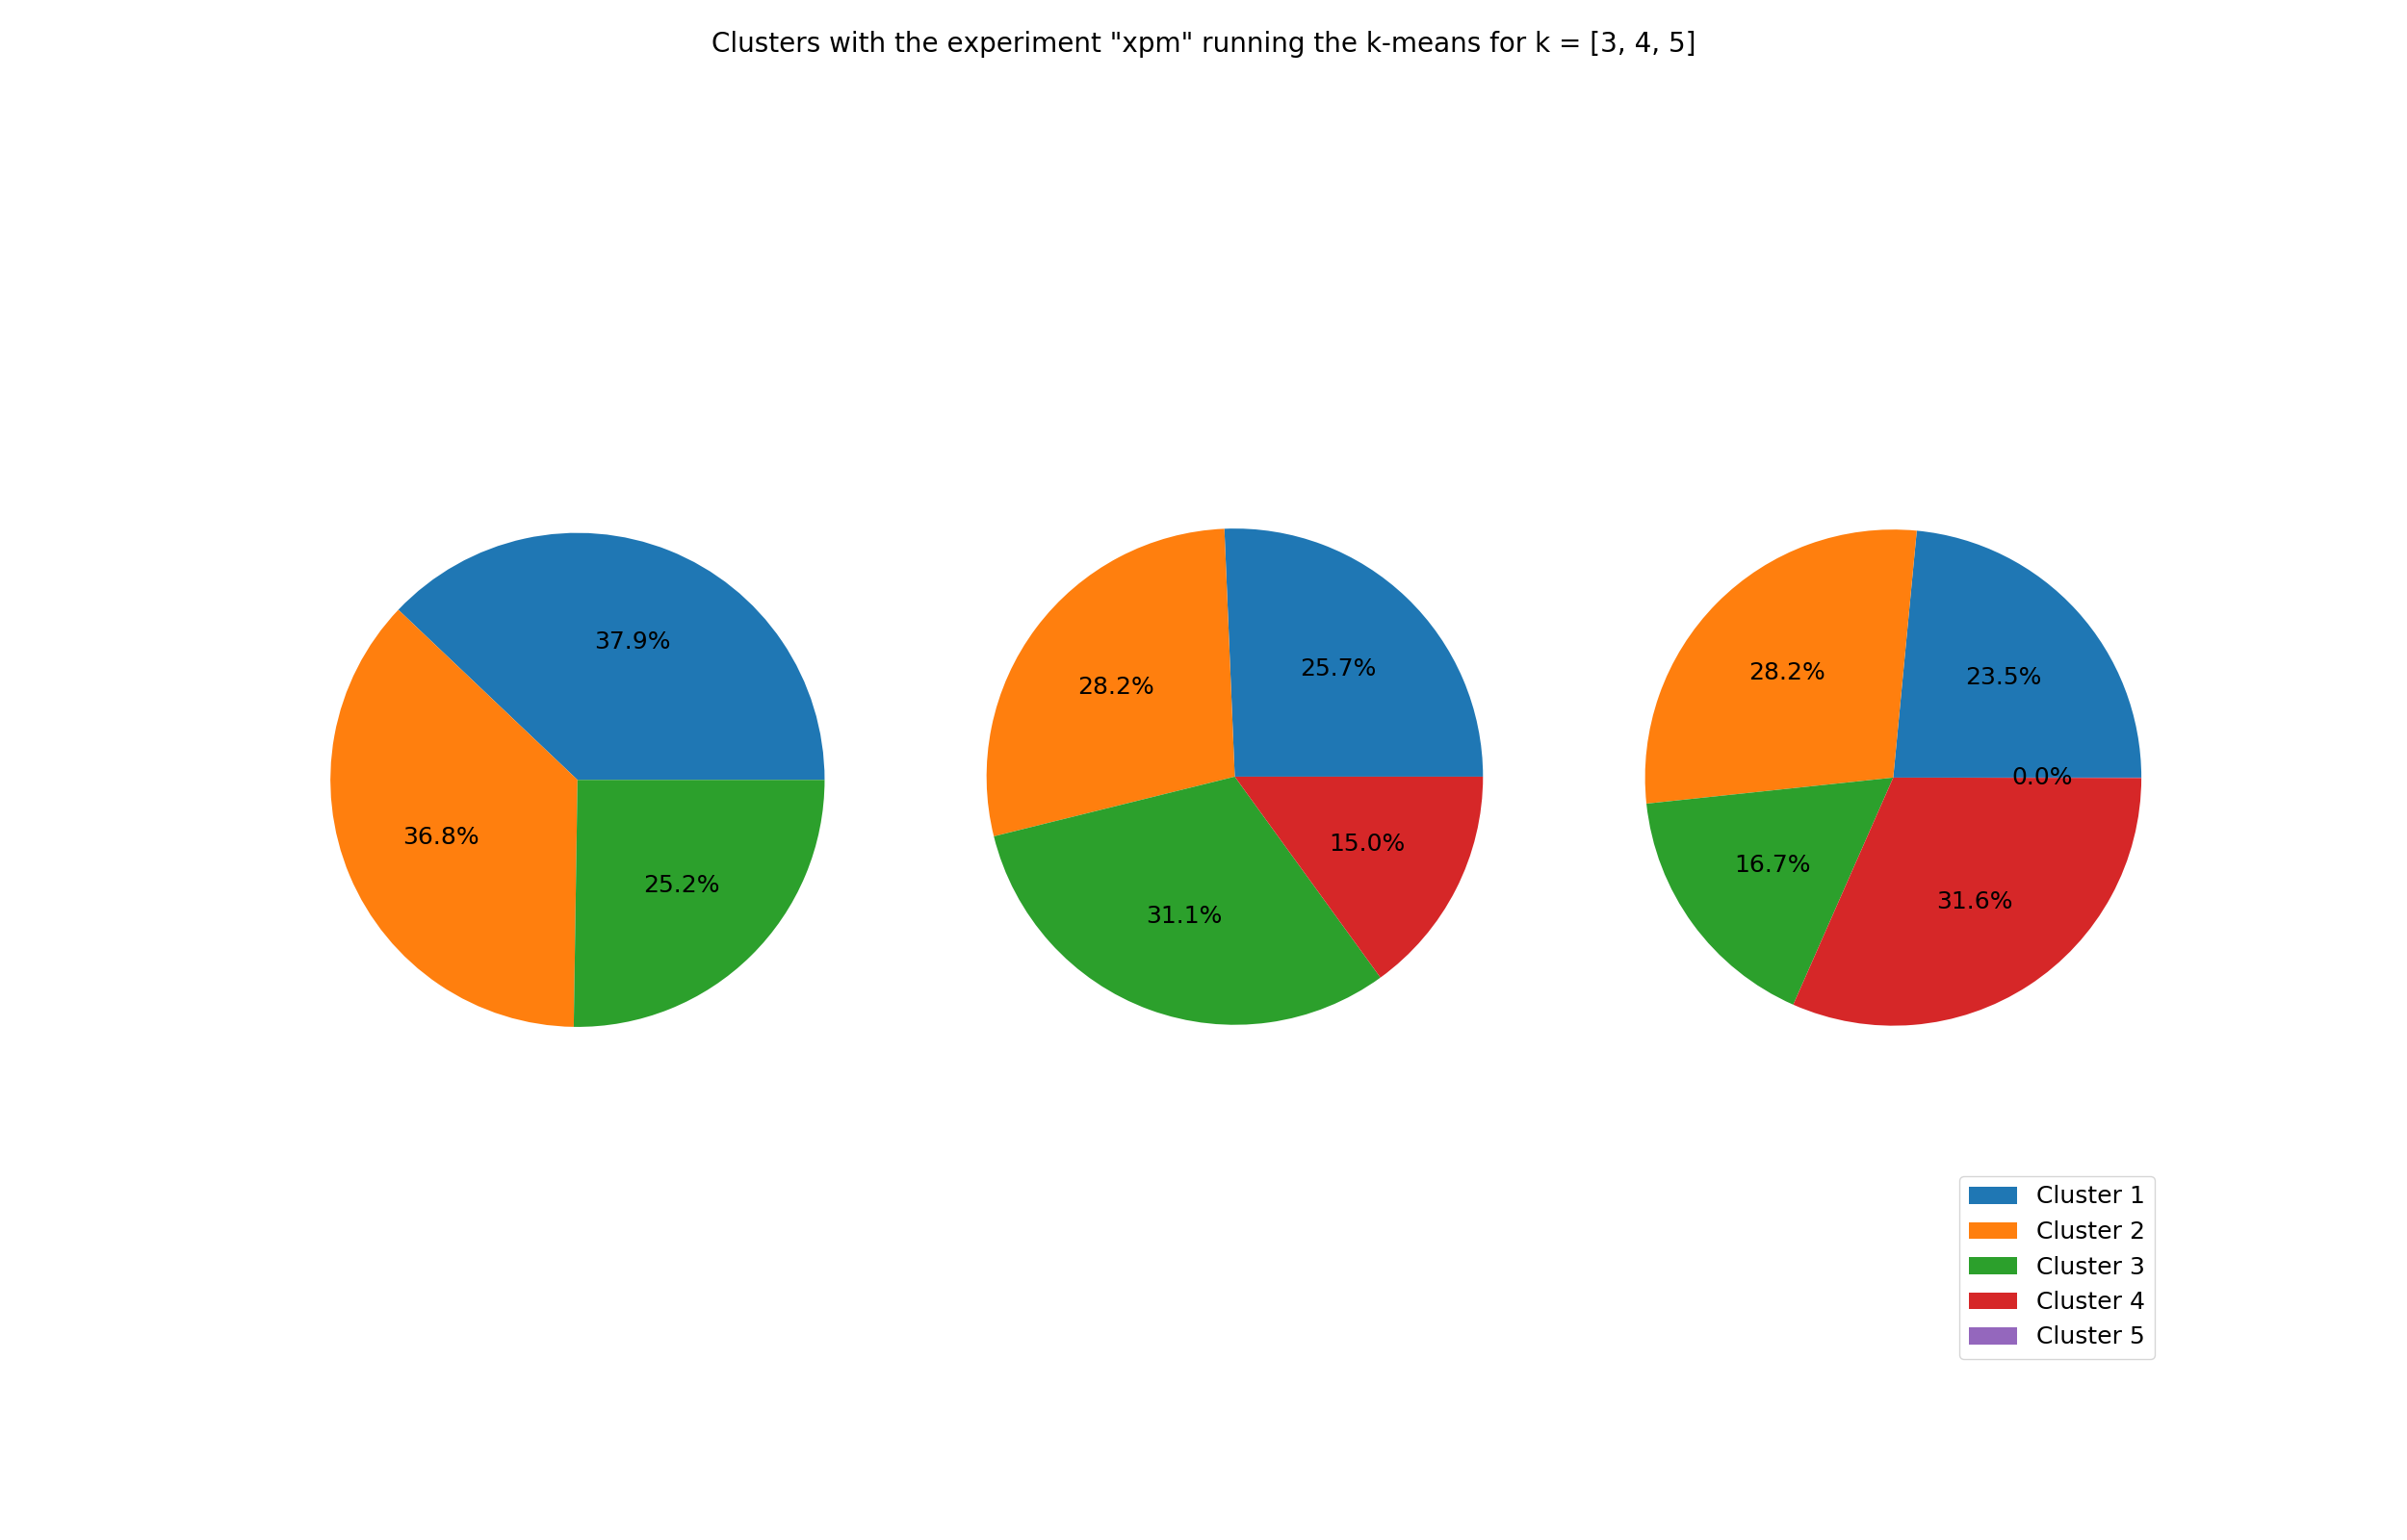 Clusters with the experiment "xpm" running the k-means for k = [3, 4, 5]
37.9%
36.8%
25.2%
25.7%
28.2%
31.1%
15.0%
23.5%
28.2%
16.7%
31.6%
0.0%
Cluster 1
Cluster 2
Cluster 3
Cluster 4
Cluster 5